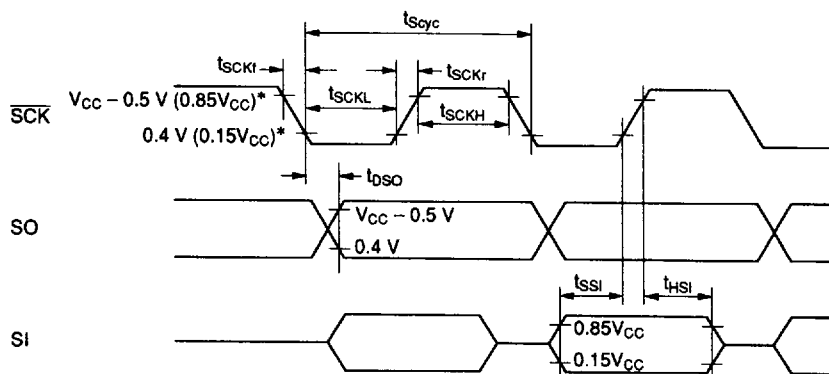 tScyc
tSCKf
tSCKr
SCK
VCC – 0.5 V (0.85VCC)*
tSCKL
0.4 V (0.15VCC)*
tSCKH
tDSO
SO
VCC – 0.5 V
0.4 V
tSSI
tHSI
SI
0.85VCC
0.15VCC